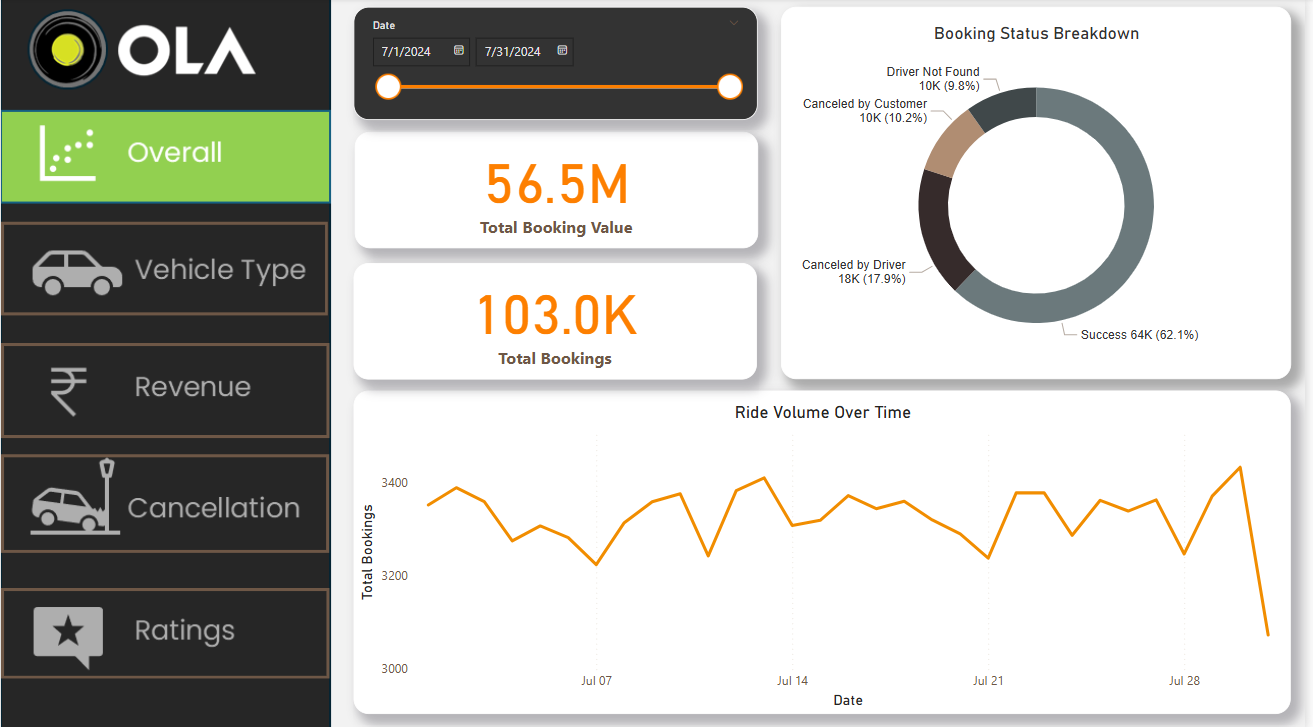 OLA
Overall
Vehicle Type
Revenue
Cancellation
Ratings
Date
7/1/2024 7/31/2024
56.5M
Total Booking Value
103.0K
Total Bookings
Booking Status Breakdown
Driver Not Found
10K (9.8%)
Canceled by Customer
10K (10.2%)
Canceled by Driver
18K (17.9%)
Success 64K (62.1%)
Ride Volume Over Time
Total Bookings
3400
3200
3000
Jul 07 Jul 14 Jul 21 Jul 28
Date